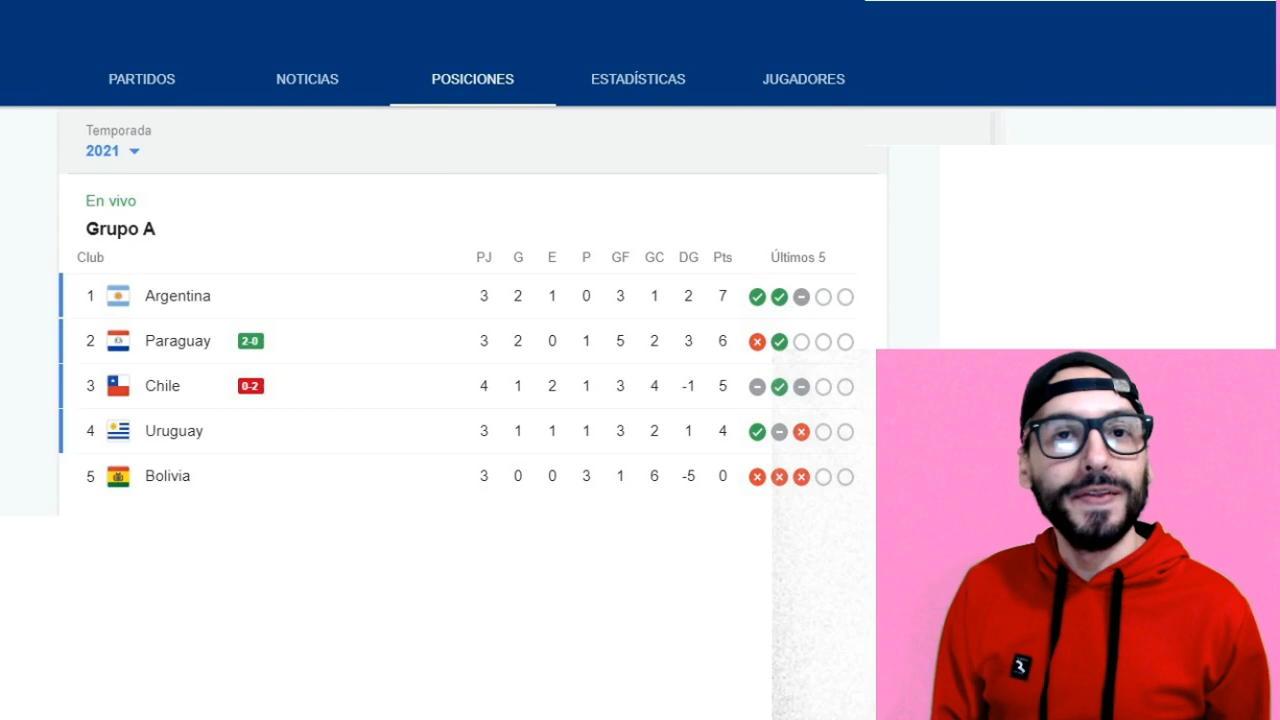 PARTIDOS NOTICIAS POSICIONES ESTADÍSTICAS JUGADORES
Temporada
2021
En vivo
Grupo A
Club PJ G E P GF GC DG Pts Últimos 5
1 Argentina 3 2 1 0 3 1 2 7
2 Paraguay 2-0 3 2 0 1 5 2 3 6
3 Chile 0-2 4 1 2 1 3 4 -1 5
4 Uruguay 3 1 1 1 3 2 1 4
5 Bolivia 3 0 0 3 1 6 -5 0